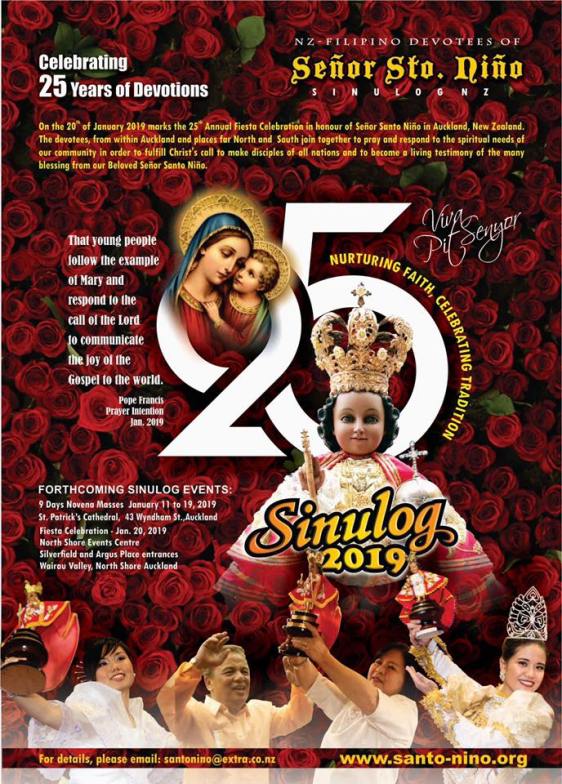 Celebrating
25 Years of Devotions
NZ-FILIPINO DEVOTEES OF
Señor Sto. Niño
SINULOG NZ
On the 20th of January 2019 marks the 25th Annual Fiesta Celebration in honour of Señor Santo Niño in Auckland, New Zealand.
The devotees, from within Auckland and places far North and South join together to pray and respond to the spiritual needs of
our community in order to fulfill Christ's call to make disciples of all nations and to become a living testimony of the many
blessing from our Beloved Señor Santo Niño.
Viva
Pit Senyor
25
NURTURING FAITH, CELEBRATING TRADITION
That young people
follow the example
of Mary and
respond to the
call of the Lord
to communicate
the joy of the
Gospel to the world.
Pope Francis
Prayer Intention
Jan. 2019
FORTHCOMING SINULOG EVENTS:
9 Days Novena Masses January 11 to 19, 2019
St. Patrick's Cathedral, 43 Wyndham St., Auckland
Fiesta Celebration - Jan. 20, 2019
North Shore Events Centre
Silverfield and Argus Place entrances
Wairau Valley, North Shore Auckland
Sinulog
2019
For details, please email: santonino@extra.co.nz
www.santo-nino.org